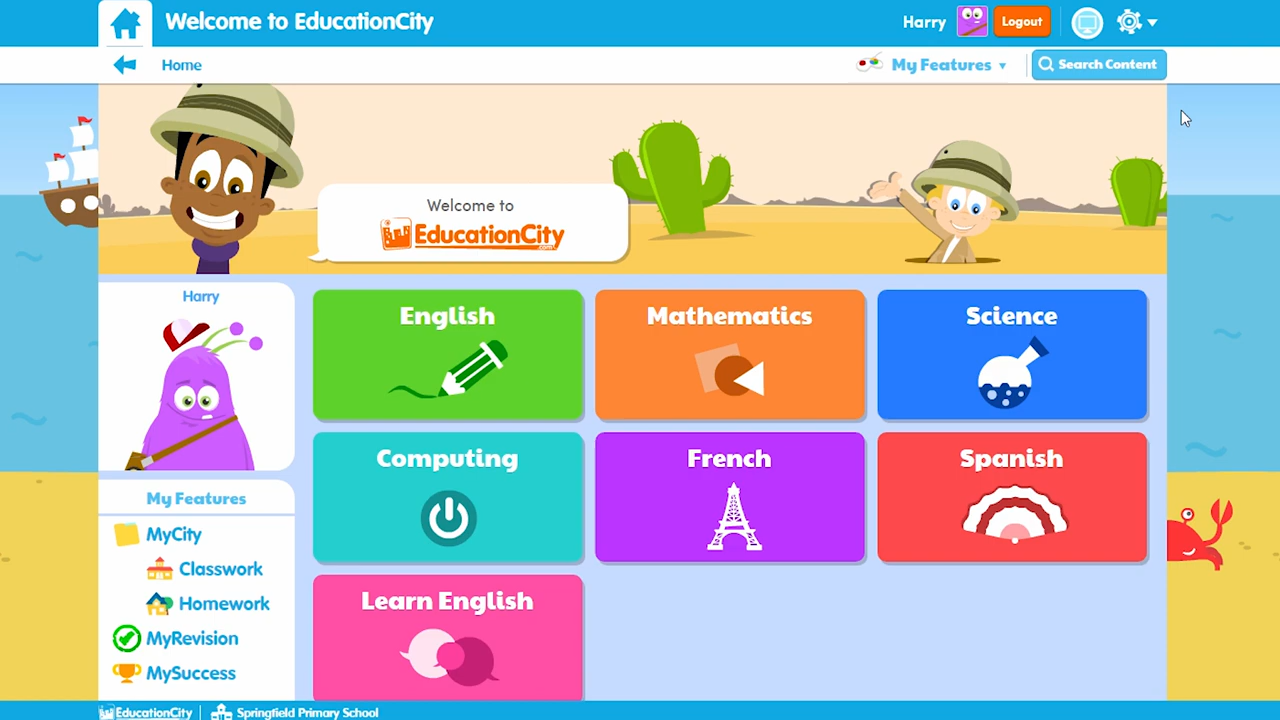 Welcome to EducationCity
Harry
Logout
Home
My Features
Search Content
Welcome to
EducationCity
.com
Harry
English
Mathematics
Science
Computing
French
Spanish
Learn English
My Features
MyCity
Classwork
Homework
MyRevision
MySuccess
EducationCity
Springfield Primary School